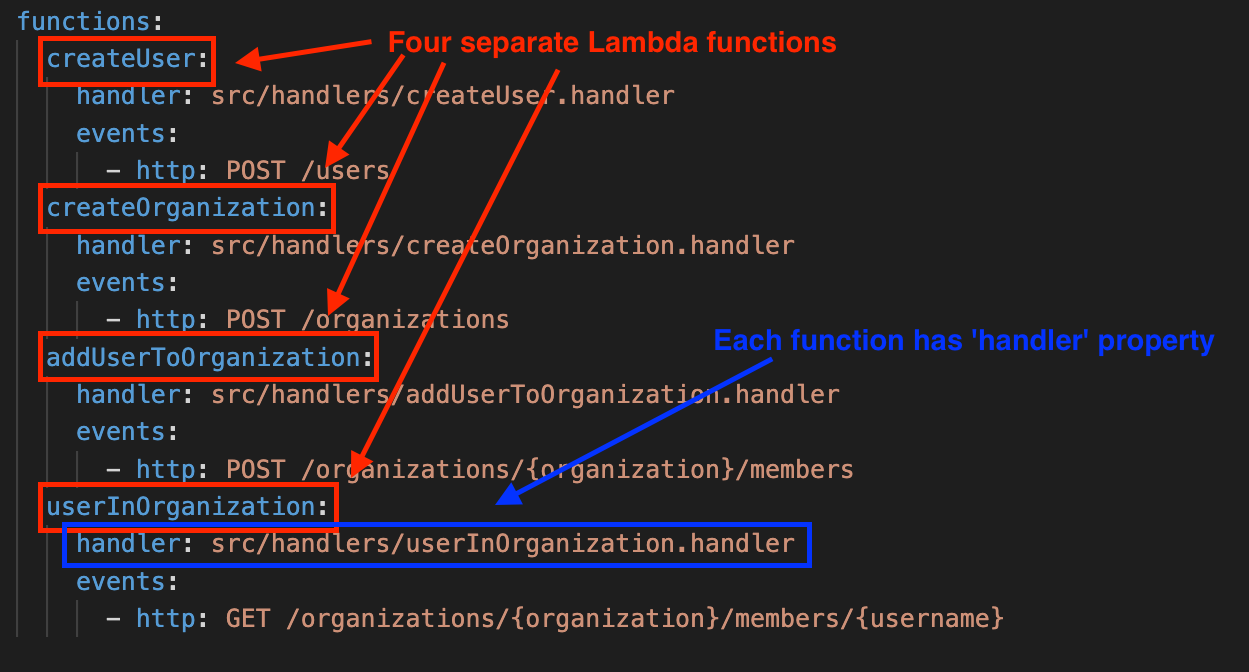 functions:
createUser:
Four separate Lambda functions
handler: src/handlers/createUser.handler
events:
- http: POST /users
createOrganization:
handler: src/handlers/createOrganization.handler
events:
- http: POST /organizations
Each function has 'handler' property
addUserToOrganization:
handler: src/handlers/addUserToOrganization.handler
events:
- http: POST /organizations/{organization}/members
userInOrganization:
handler: src/handlers/userInOrganization.handler
events:
- http: GET /organizations/{organization}/members/{username}